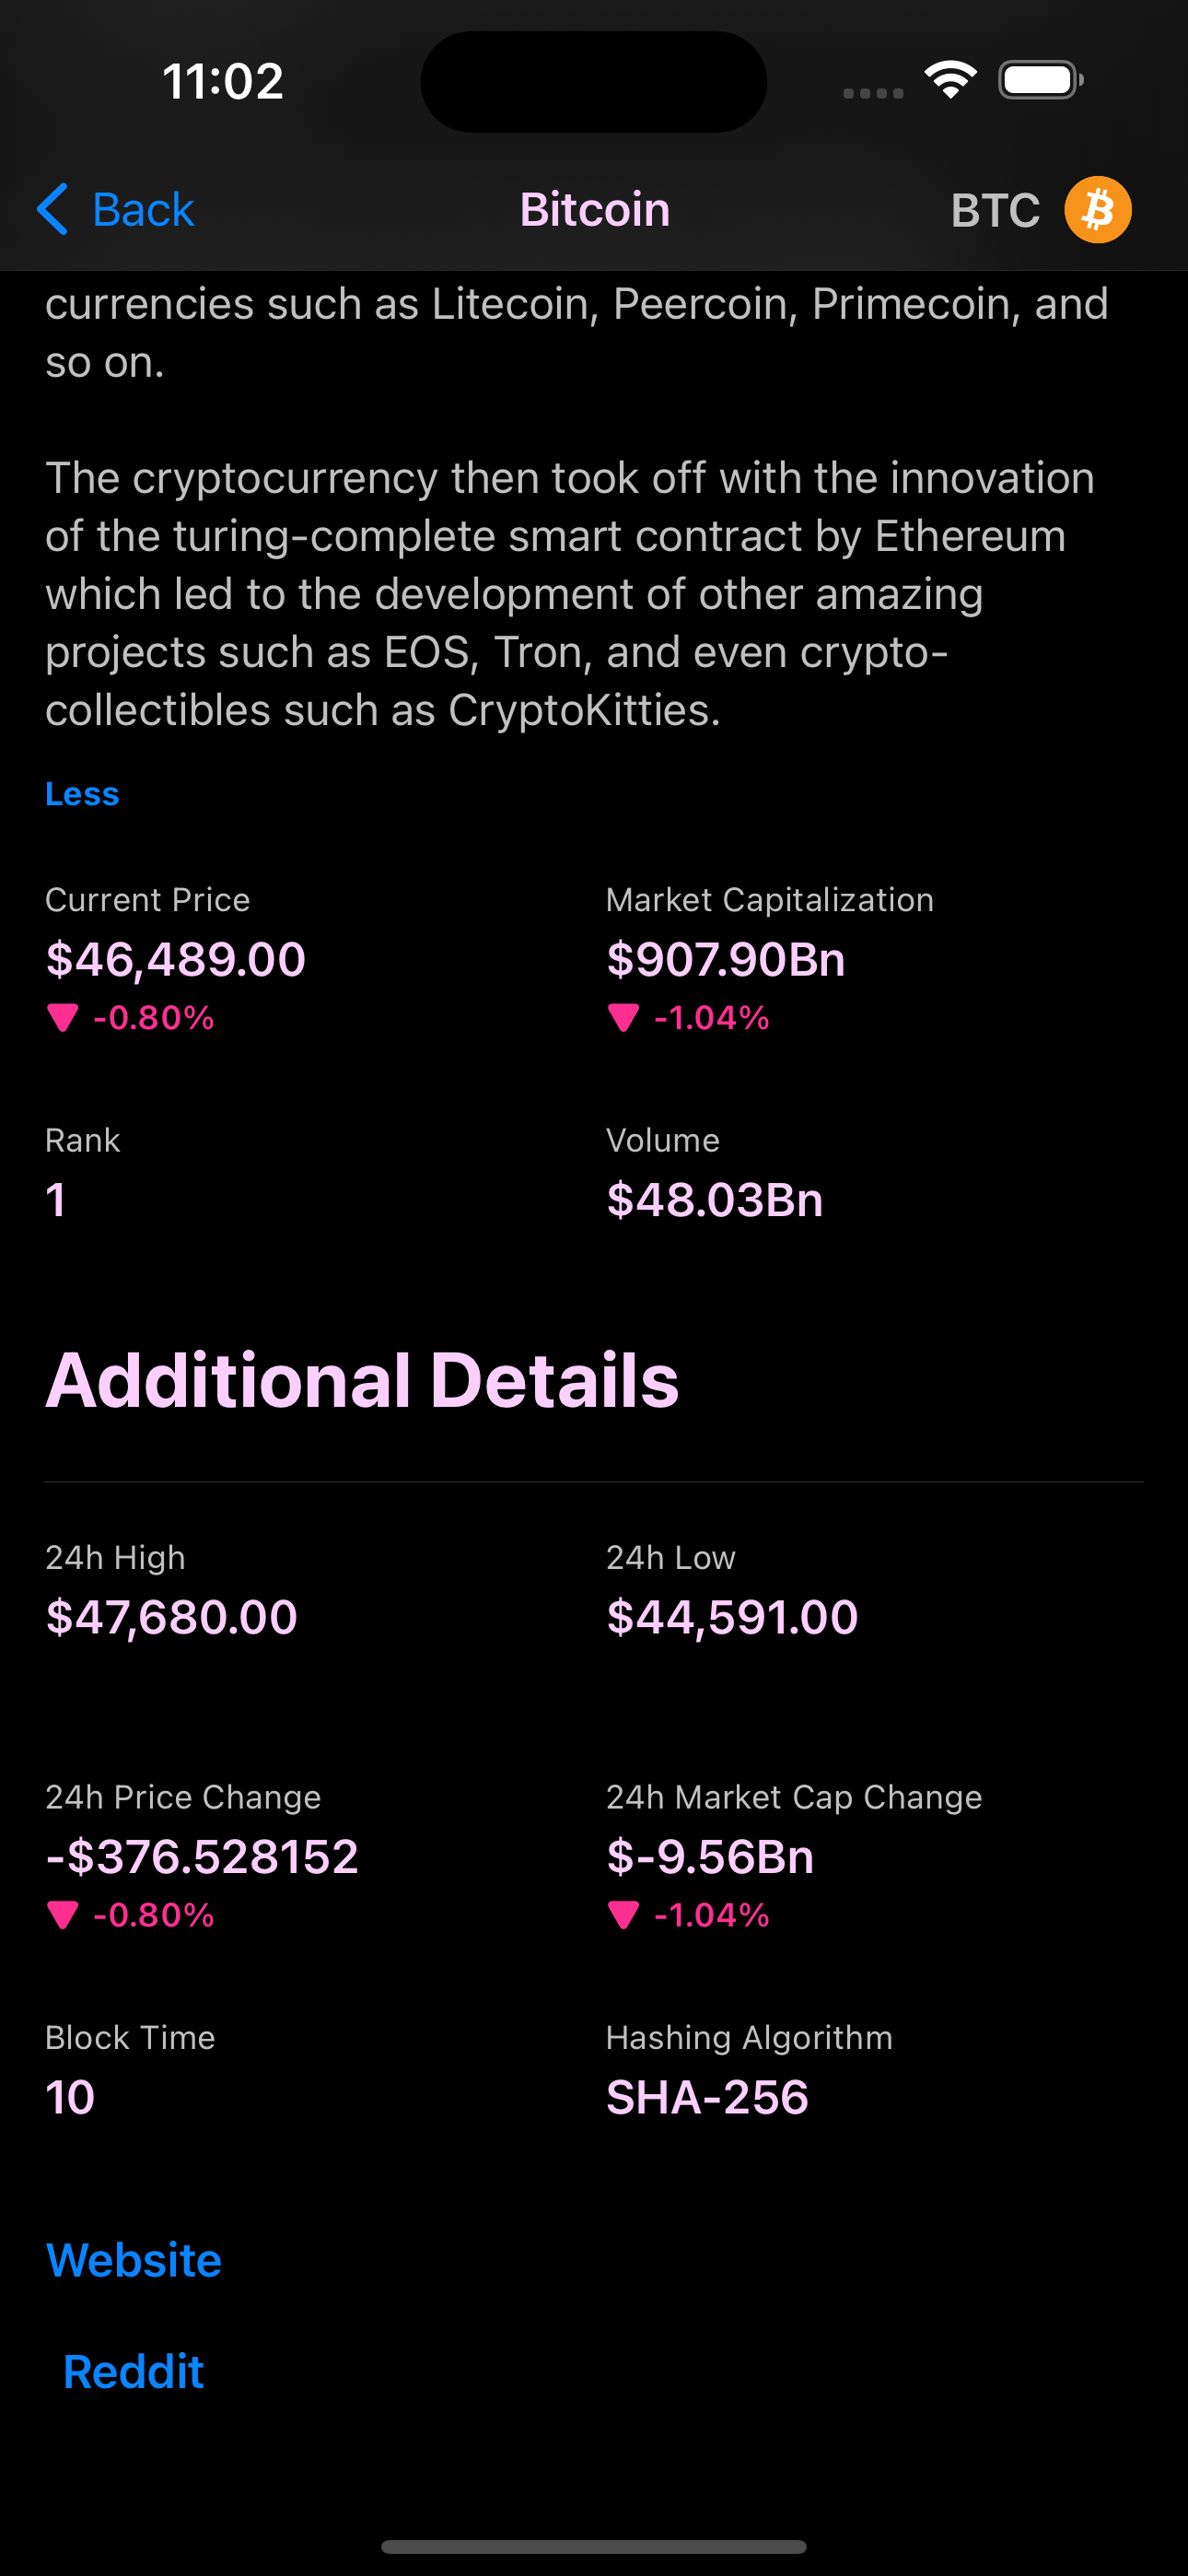 11:02
Back
Bitcoin
BTC
currencies such as Litecoin, Peercoin, Primecoin, and
so on.
The cryptocurrency then took off with the innovation
of the turing-complete smart contract by Ethereum
which led to the development of other amazing
projects such as EOS, Tron, and even crypto-
collectibles such as CryptoKitties.
Less
Current Price
$46,489.00
-0.80%
Market Capitalization
$907.90Bn
-1.04%
Rank
1
Volume
$48.03Bn
Additional Details
24h High
$47,680.00
24h Low
$44,591.00
24h Price Change
-$376.528152
-0.80%
24h Market Cap Change
$-9.56Bn
-1.04%
Block Time
10
Hashing Algorithm
SHA-256
Website
Reddit